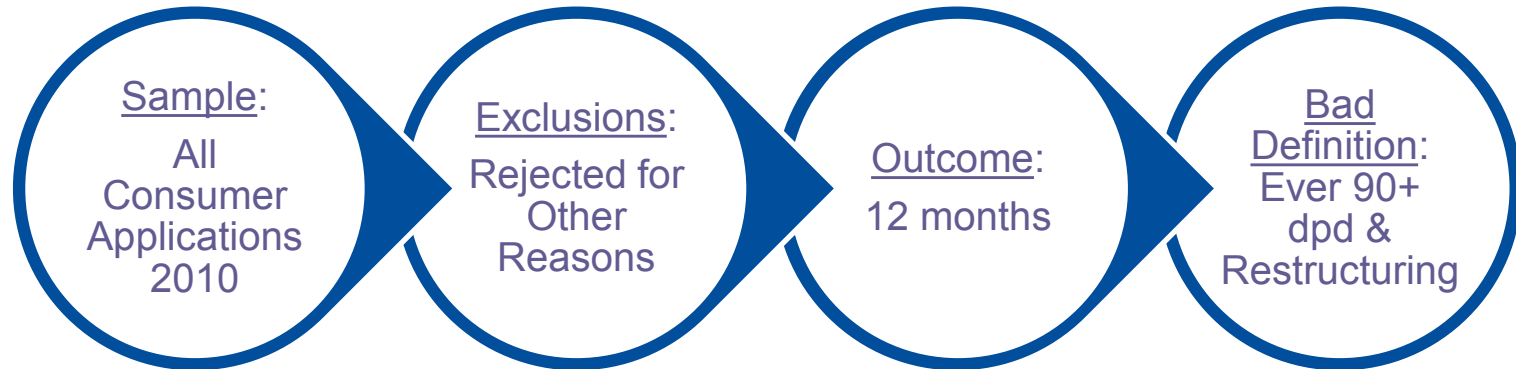 Sample:
All
Consumer
Applications
2010
Exclusions:
Rejected for
Other
Reasons
Outcome:
12 months
Bad
Definition:
Ever 90+
dpd &
Restructuring